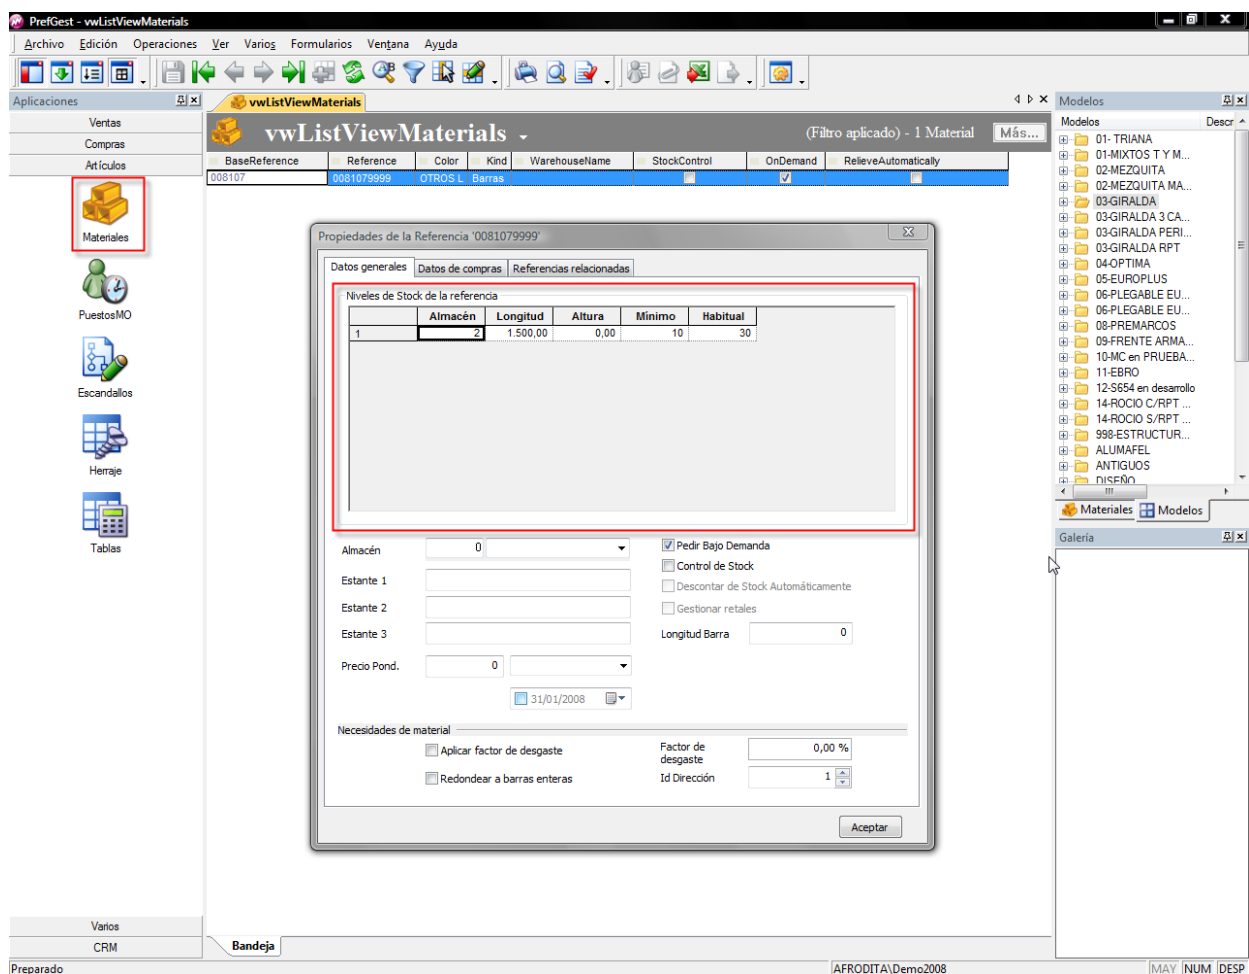 PrefGest - vwListViewMaterials
Archivo Edición Operaciones Ver Varios Formularios Ventana Ayuda
Aplicaciones
Ventas
Compras
Artículos
Materiales
PuestosMO
Escandallos
Herraje
Tablas
Varios
CRM
vwListViewMaterials
vwListViewMaterials
(Filtro aplicado) - 1 Material Más...
BaseReference Reference Color Kind WarehouseName StockControl OnDemand RelieveAutomatically
008107 0081079999 OTROS L Barras
Propiedades de la Referencia '0081079999'
Datos generales Datos de compras Referencias relacionadas
Niveles de Stock de la referencia
Almacén Longitud Altura Mínimo Habitual
1 2 1.500,00 0,00 10 30
Almacén 0
Pedir Bajo Demanda
Control de Stock
Estante 1
Descontar de Stock Automáticamente
Estante 2
Gestionar retales
Estante 3
Longitud Barra 0
Precio Pond. 0
31/01/2008
Necesidades de material
Aplicar factor de desgaste
Factor de desgaste 0,00 %
Redondear a barras enteras
Id Dirección 1
Aceptar
Bandeja
Modelos
Modelos Descr
01- TRIANA
01-MIXTOS T Y M...
02-MEZQUITA
02-MEZQUITA MA...
03-GIRALDA
03-GIRALDA 3 CA...
03-GIRALDA PERI...
03-GIRALDA RPT
04-OPTIMA
05-EUROPLUS
06-PLEGABLE EU...
06-PLEGABLE EU...
08-PREMARCOS
09-FRENTE ARMA...
10-MC en PRUEBA...
11-EBRO
12-S654 en desarrollo
14-ROCIO C/RPT ...
14-ROCIO S/RPT ...
998-ESTRUCTUR...
ALUMAFEL
ANTIGUOS
DISEÑO
Materiales Modelos
Galería
Preparado AFRODITA\Demo2008 MAY NUM DESP